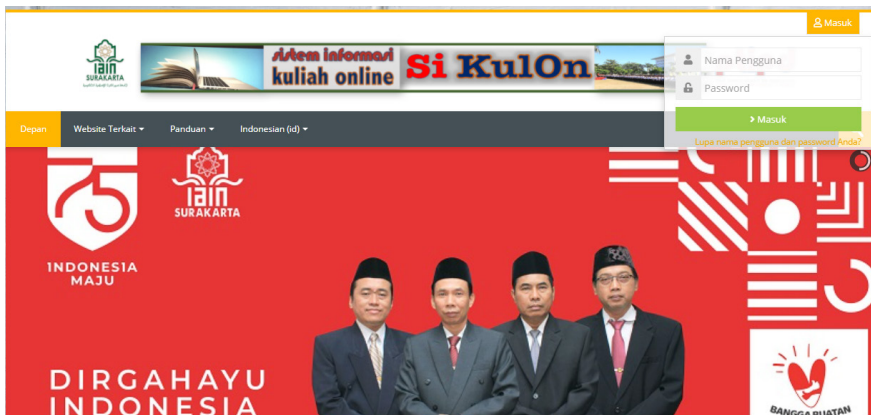 Masuk
iain
SURAKARTA
sistem informasi
kuliah online
Si KulOn
Nama Pengguna
Password
Masuk
Lupa nama pengguna dan password Anda?
Depan
Website Terkait
Panduan
Indonesian (id)
75
INDONESIA
MAJU
iain
SURAKARTA
DIRGAHAYU
INDONESIA
BANGGA BUATAN